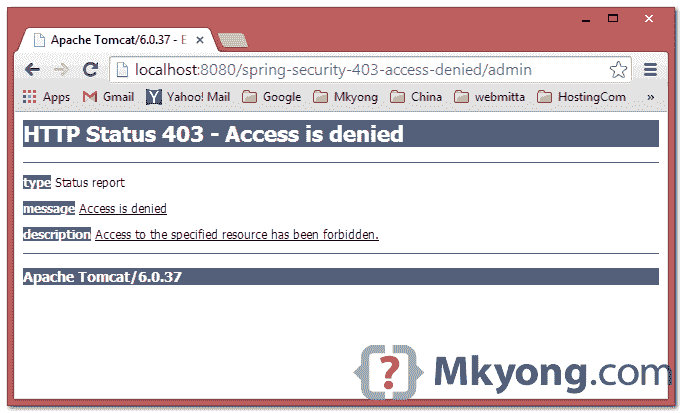 Apache Tomcat/6.0.37 - E
localhost:8080/spring-security-403-access-denied/admin
Apps Gmail Yahoo! Mail Google Mkyong China webmitta HostingCom »
HTTP Status 403 - Access is denied
type Status report
message Access is denied
description Access to the specified resource has been forbidden.
Apache Tomcat/6.0.37
Mkyong.com